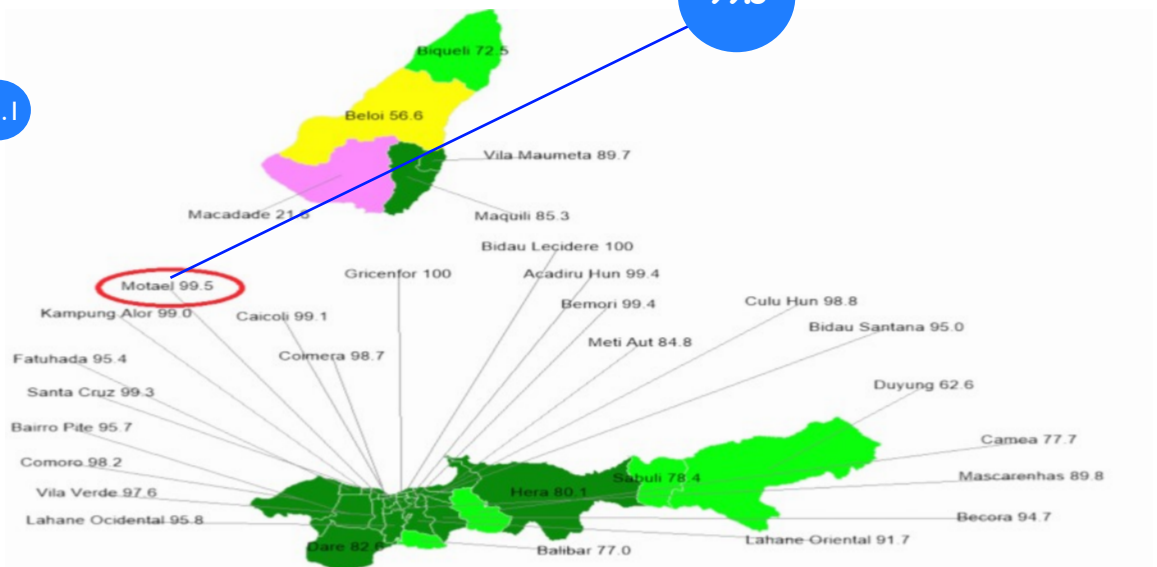 Biqueli 72.5
.1
Beloi 56.6
Vila Maumeta 89.7
Macadade 21.8
Maquili 85.3
Bidau Lecidere 100
Gricenfor 100
Acadiru Hun 99.4
Motael 99.5
Bemori 99.4
Culu Hun 98.8
Kampung Alor 99.0
Caicoli 99.1
Bidau Santana 95.0
Meti Aut 84.8
Fatuhada 95.4
Coimera 98.7
Duyung 62.6
Santa Cruz 99.3
Bairro Pite 95.7
Camea 77.7
Comoro 98.2
Sabuli 78.4
Mascarenhas 89.8
Vila Verde 97.6
Hera 80.1
Becora 94.7
Lahane Ocidental 95.8
Lahane Oriental 91.7
Dare 82.6
Balibar 77.0